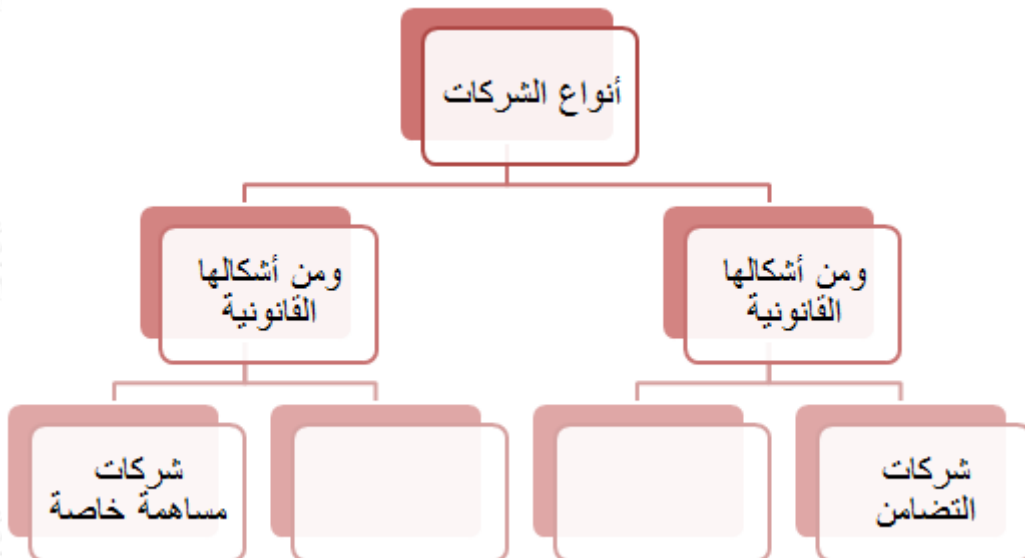 أنواع الشركات
ومن أشكالها
القانونية
ومن أشكالها
القانونية
شركات
التضامن
شركات
مساهمة خاصة